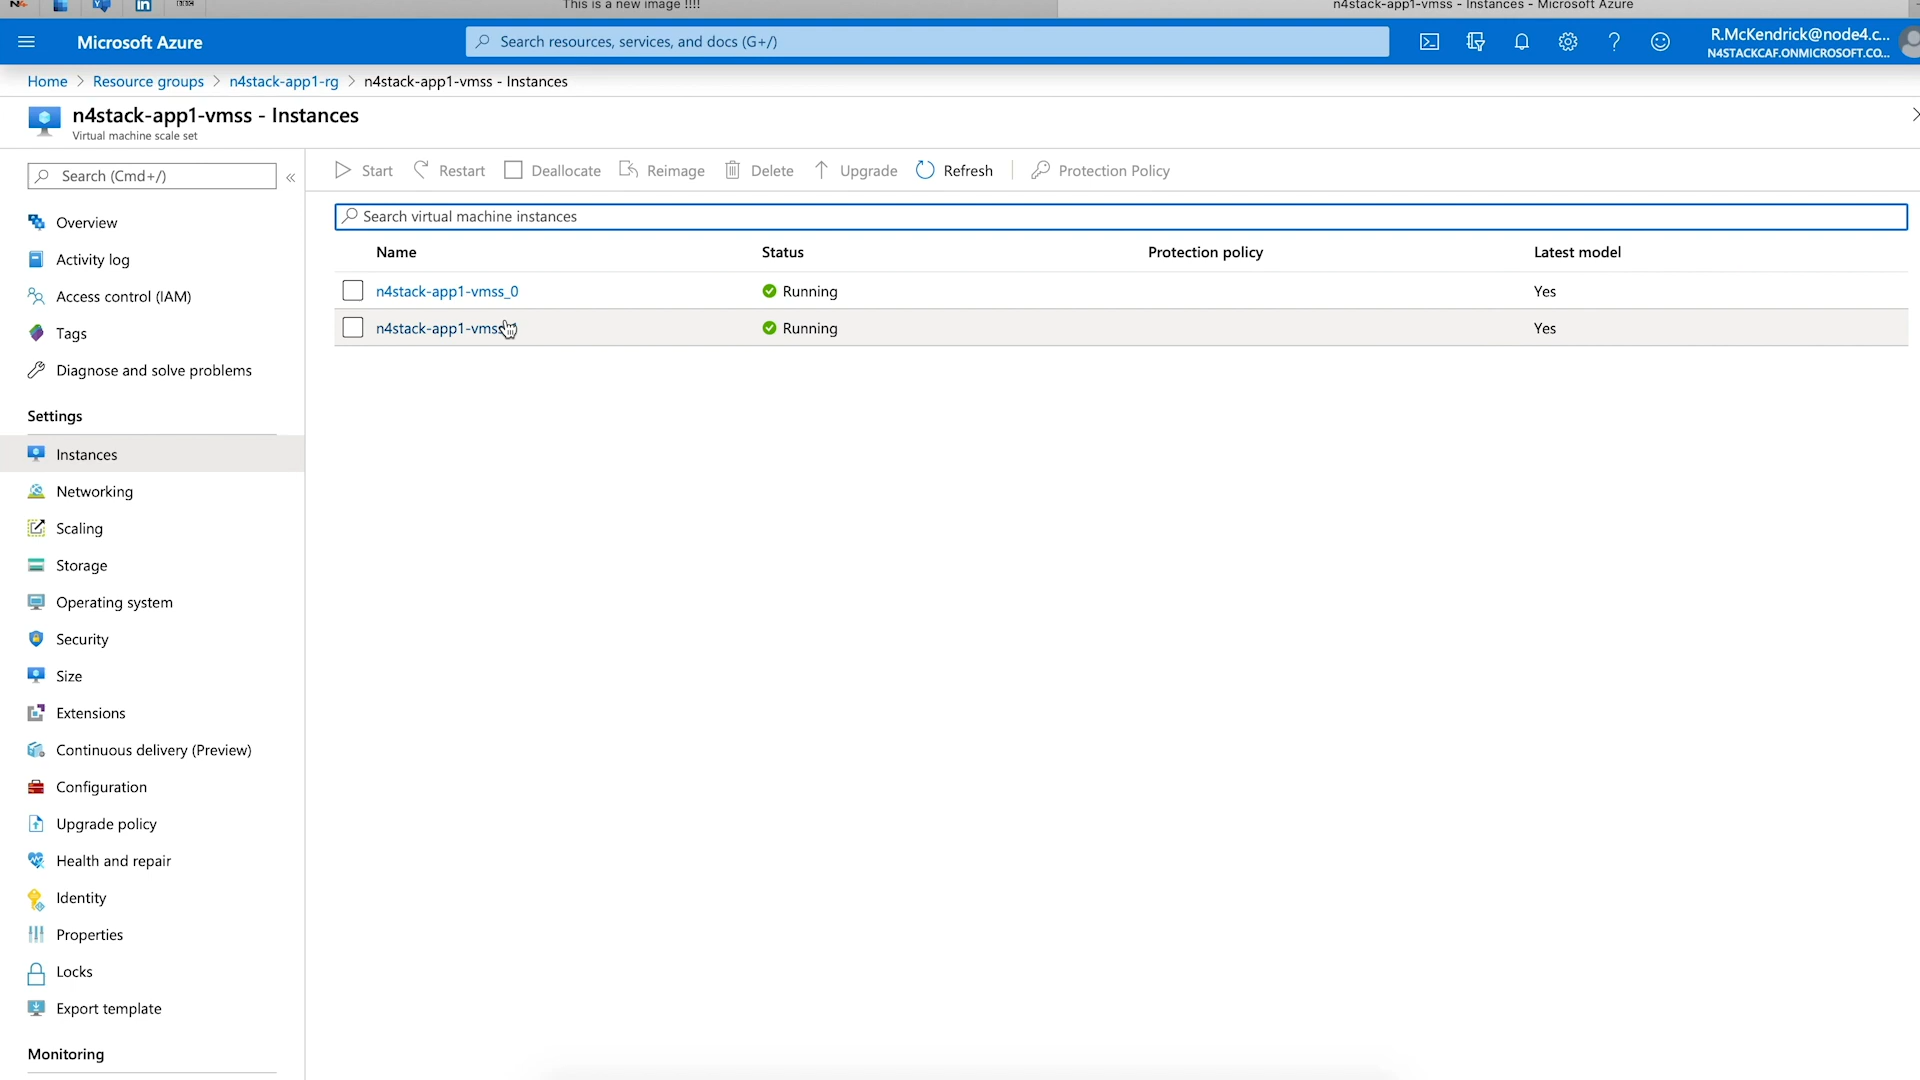 This is a new image !!!!
n4stack-app1-vmss - Instances - Microsoft Azure
Microsoft Azure
Search resources, services, and docs (G+/)
R.McKendrick@node4.c...
N4STACKCAF.ONMICROSOFT.CO...
Home > Resource groups > n4stack-app1-rg > n4stack-app1-vmss - Instances
n4stack-app1-vmss - Instances
Virtual machine scale set
Search (Cmd+/)
«
Start Restart Deallocate Reimage Delete Upgrade Refresh Protection Policy
Search virtual machine instances
Name Status Protection policy Latest model
n4stack-app1-vmss_0 Running Yes
n4stack-app1-vmss Running Yes
Overview
Activity log
Access control (IAM)
Tags
Diagnose and solve problems
Settings
Instances
Networking
Scaling
Storage
Operating system
Security
Size
Extensions
Continuous delivery (Preview)
Configuration
Upgrade policy
Health and repair
Identity
Properties
Locks
Export template
Monitoring